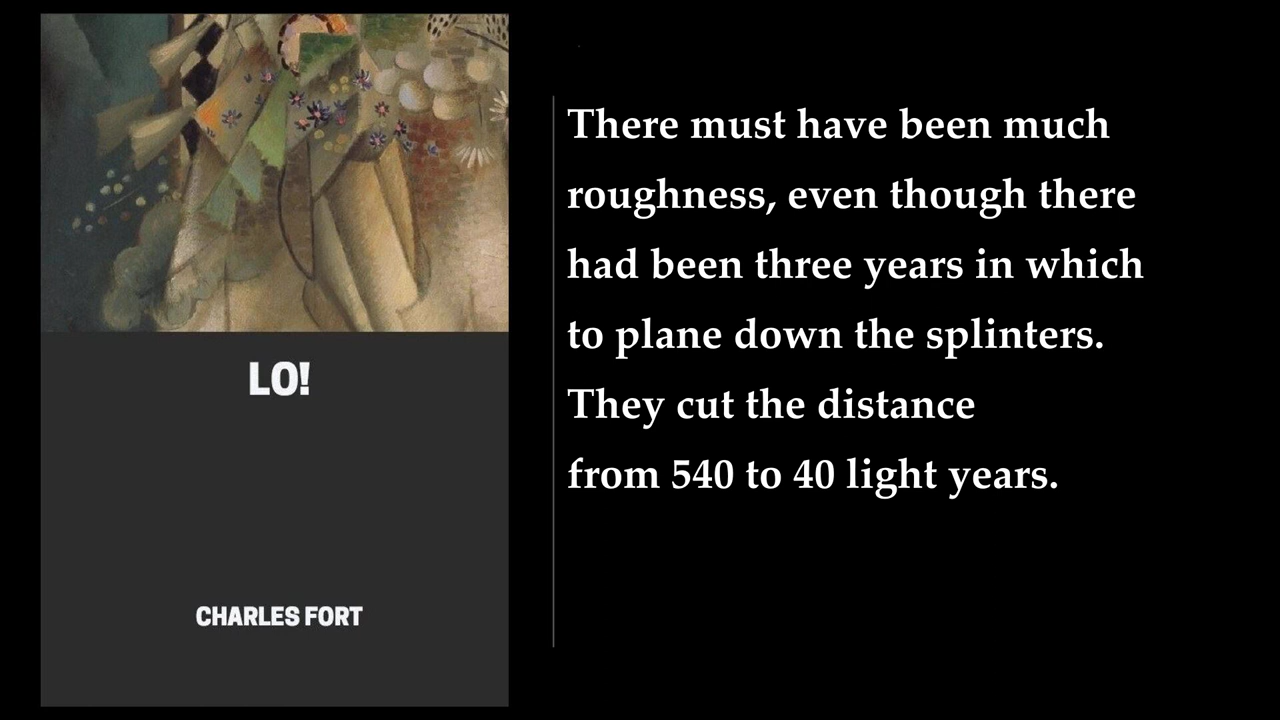 LO!
CHARLES FORT
There must have been much
roughness, even though there
had been three years in which
to plane down the splinters.
They cut the distance
from 540 to 40 light years.